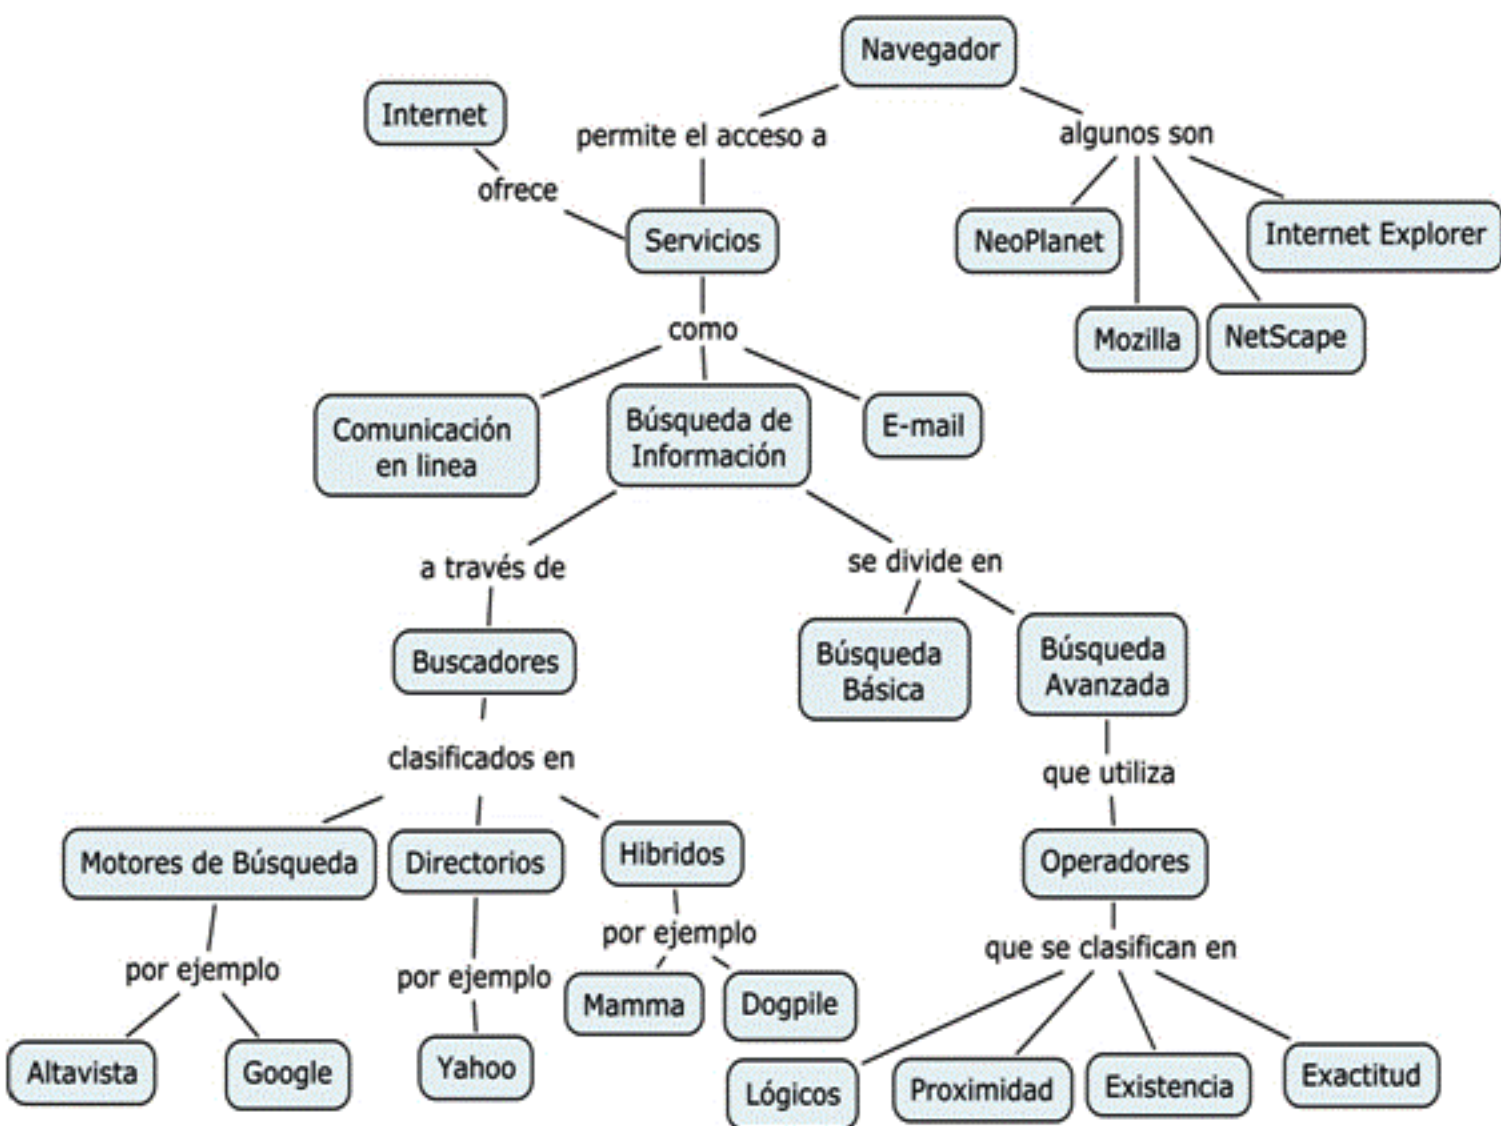 Navegador
Internet
permite el acceso a
algunos son
ofrece
Servicios
NeoPlanet
Internet Explorer
Mozilla
NetScape
como
Comunicación
en linea
Búsqueda de
Información
E-mail
a través de
se divide en
Buscadores
Búsqueda
Básica
Búsqueda
Avanzada
clasificados en
que utiliza
Motores de Búsqueda
Directorios
Hibridos
Operadores
por ejemplo
por ejemplo
por ejemplo
que se clasifican en
Altavista
Google
Yahoo
Mamma
Dogpile
Lógicos
Proximidad
Existencia
Exactitud